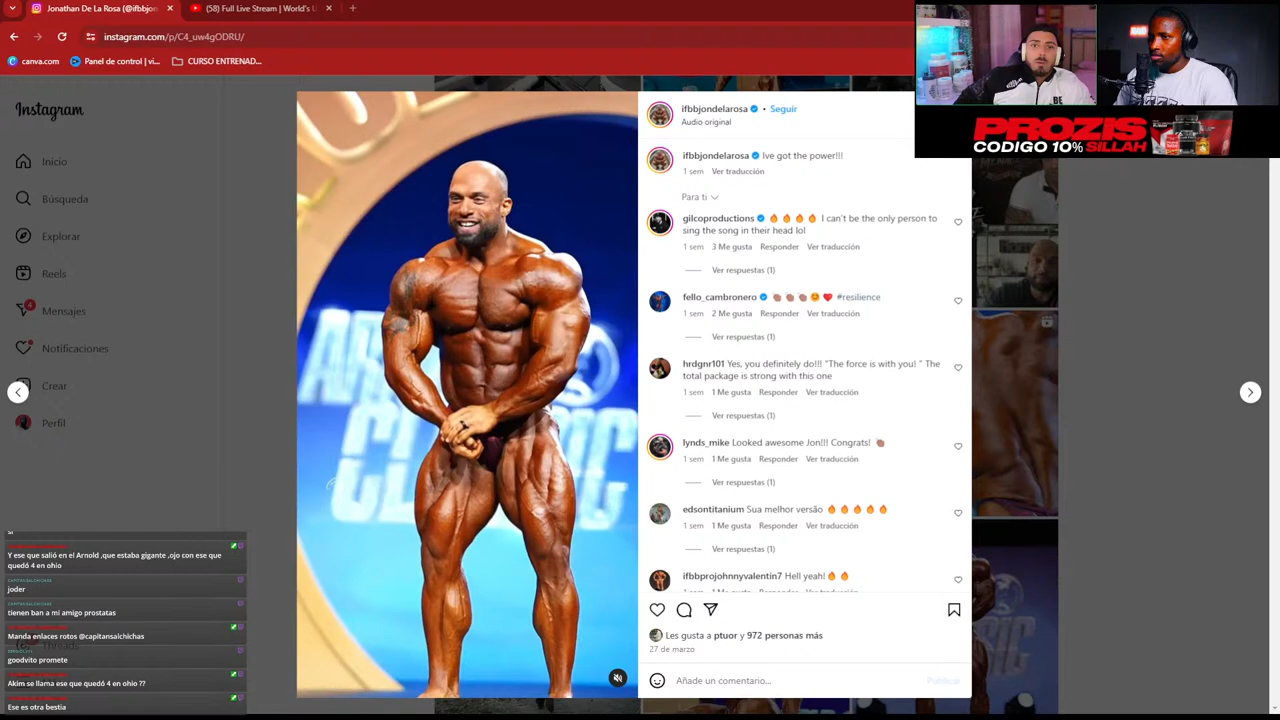 Jonathan De La Rosa (@ifbbjon
(58) Full Live Stream | World's U
instagram.com/p/C4_uw4gODRU/
canva.com
Panel de control | vi...
CURSO ENTRENAD...
PROZIS
CODIGO 10% SILLAH
Instagram
Inicio
Búsqueda
Explorar
Reels
4
Mensajes
Notificaciones
Crear
Perfil
Threads
ifbbjondelarosa • Seguir
Audio original
ifbbjondelarosa Ive got the power!!!
1 sem Ver traducción
Para ti
gilcoproductions 🔥🔥🔥🔥 I can't be the only person to
sing the song in their head lol
1 sem 3 Me gusta Responder Ver traducción
Ver respuestas (1)
fello_cambronero 👏🏽👏🏽👏🏽😊❤️ #resilience
1 sem 2 Me gusta Responder Ver traducción
Ver respuestas (1)
hrdgnr101 Yes, you definitely do!!! "The force is with you! " The
total package is strong with this one
1 sem 1 Me gusta Responder Ver traducción
Ver respuestas (1)
lynds_mike Looked awesome Jon!!! Congrats! 👏🏽
1 sem 1 Me gusta Responder Ver traducción
Ver respuestas (1)
edsontitanium Sua melhor versão 🔥🔥🔥🔥🔥
1 sem 1 Me gusta Responder Ver traducción
Ver respuestas (1)
ifbbprojohnnyvalentin7 Hell yeah!🔥🔥
1 sem 1 Me gusta Responder Ver traducción
Les gusta a ptuor y 972 personas más
27 de marzo
Añade un comentario...
Publicar
Y ese que salió en el Arnold ,que estaba gigante ,ojo con ese que
quedó 4 en ohio
joder
tienen ban a mi amigo prostatas
Manda enlaces rotos @capitansalchichas
goodvito promete
Akim se llama ese que quedó 4 en ohio ??
Ese es otra bestia